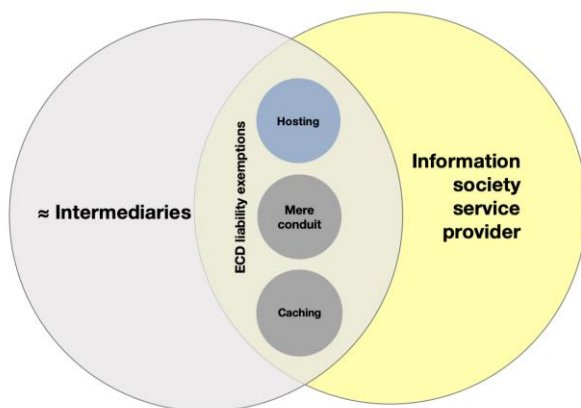 ≈ Intermediaries
ECD liability exemptions
Hosting
Mere
conduit
Caching
Information
society
service
provider